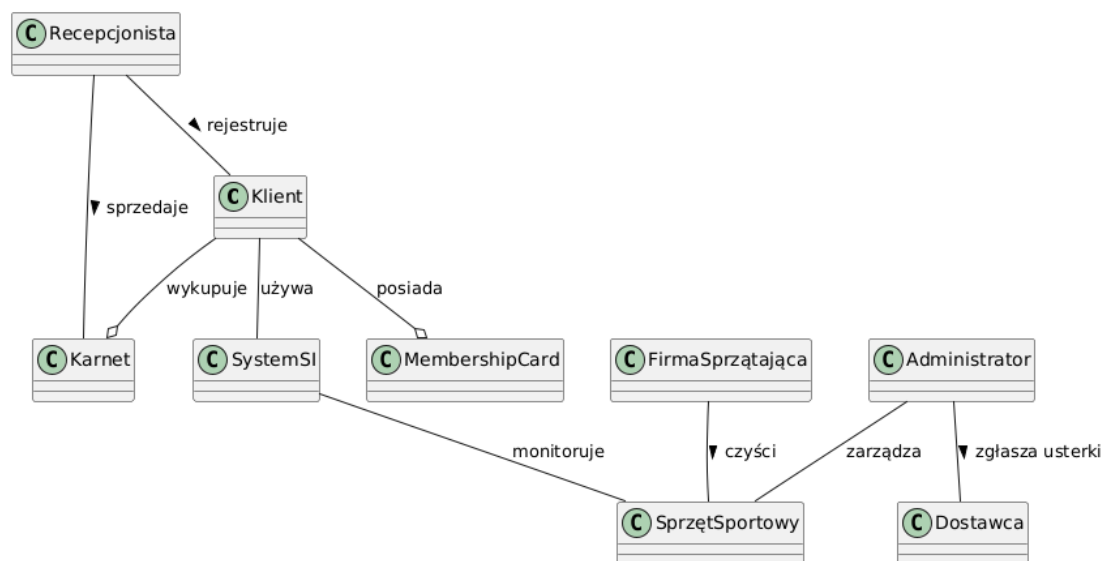 C Recepcjonista
rejestruje
C Klient
sprzedaje
wykupuje
używa
posiada
C Karnet
C SystemSI
C MembershipCard
C FirmaSprzątająca
C Administrator
monitoruje
czyści
zarządza
zgłasza usterki
C SprzętSportowy
C Dostawca